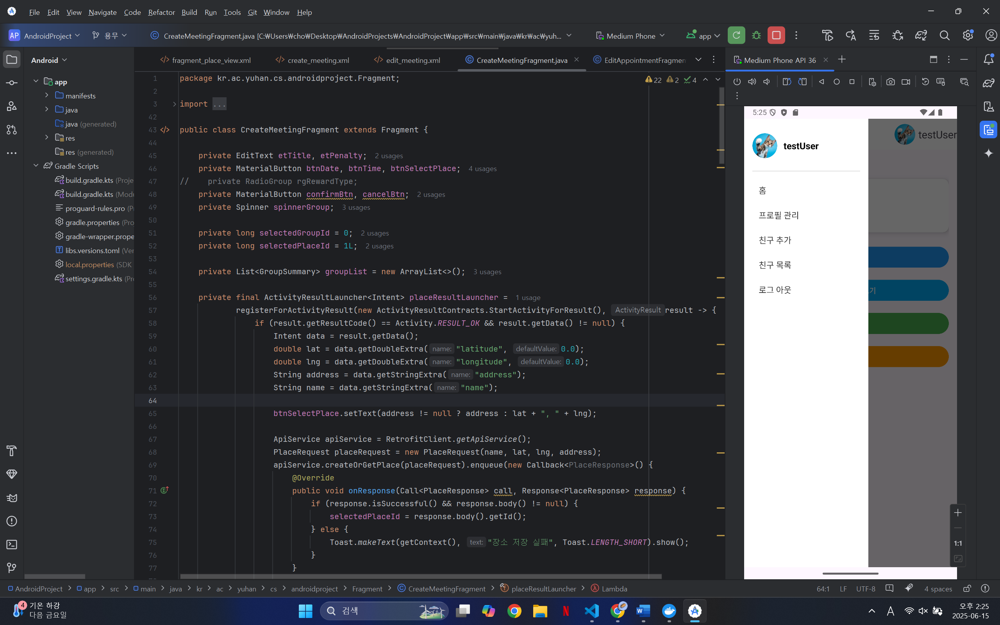 File Edit View Navigate Code Refactor Build Run Tools Git Window Help
AP AndroidProject 용무 CreateMeetingFragment.java [C:₩Users₩cho₩Desktop₩AndroidProjects₩AndroidProject₩app₩src₩main₩java₩kr₩ac₩yuh... Medium Phone app
Android
fragment_place_view.xml create_meeting.xml edit_meeting.xml CreateMeetingFragment.java EditAppointmentFragmen
Medium Phone API 36
app
manifests
java
java (generated)
res
res (generated)
Gradle Scripts
build.gradle.kts (Proje
build.gradle.kts (Modu
proguard-rules.pro (Pr
gradle.properties (Pro
gradle-wrapper.prope
libs.versions.toml (Ver
local.properties (SDK
settings.gradle.kts (Pro
22 2 4
1 package kr.ac.yuhan.cs.androidproject.Fragment;
2
3 import ...
42
43 public class CreateMeetingFragment extends Fragment {
44
45 private EditText etTitle, etPenalty; 2 usages
46 private MaterialButton btnDate, btnTime, btnSelectPlace; 4 usages
47 // private RadioGroup rgRewardType;
48 private MaterialButton confirmBtn, cancelBtn; 2 usages
49 private Spinner spinnerGroup; 3 usages
50
51 private long selectedGroupId = 0; 2 usages
52 private long selectedPlaceId = 1L; 2 usages
53
54 private List<GroupSummary> groupList = new ArrayList<>(); 3 usages
55
56 private final ActivityResultLauncher<Intent> placeResultLauncher = 1 usage
57 registerForActivityResult(new ActivityResultContracts.StartActivityForResult(), ActivityResult result -> {
58 if (result.getResultCode() == Activity.RESULT_OK && result.getData() != null) {
59 Intent data = result.getData();
60 double lat = data.getDoubleExtra( name: "latitude", defaultValue: 0.0);
61 double lng = data.getDoubleExtra( name: "longitude", defaultValue: 0.0);
62 String address = data.getStringExtra( name: "address");
63 String name = data.getStringExtra( name: "name");
64
65 btnSelectPlace.setText(address != null ? address : lat + ", " + lng);
66
67 ApiService apiService = RetrofitClient.getApiService();
68 PlaceRequest placeRequest = new PlaceRequest(name, lat, lng, address);
69 apiService.createOrGetPlace(placeRequest).enqueue(new Callback<PlaceResponse>() {
70 @Override
71 public void onResponse(Call<PlaceResponse> call, Response<PlaceResponse> response) {
72 if (response.isSuccessful() && response.body() != null) {
73 selectedPlaceId = response.body().getId();
74 } else {
75 Toast.makeText(getContext(), text: "장소 저장 실패", Toast.LENGTH_SHORT).show();
76 }
77 }
5:25
testUser
testUser
홈
프로필 관리
친구 추가
친구 목록
로그 아웃
기
1:1
AndroidProject > app > src > main > java > kr > ac > yuhan > cs > androidproject > Fragment > CreateMeetingFragment > placeResultLauncher > Lambda
64:1 LF UTF-8 4 spaces
4 기온 하강
다음 금요일
검색
A
오후 2:25
2025-06-15